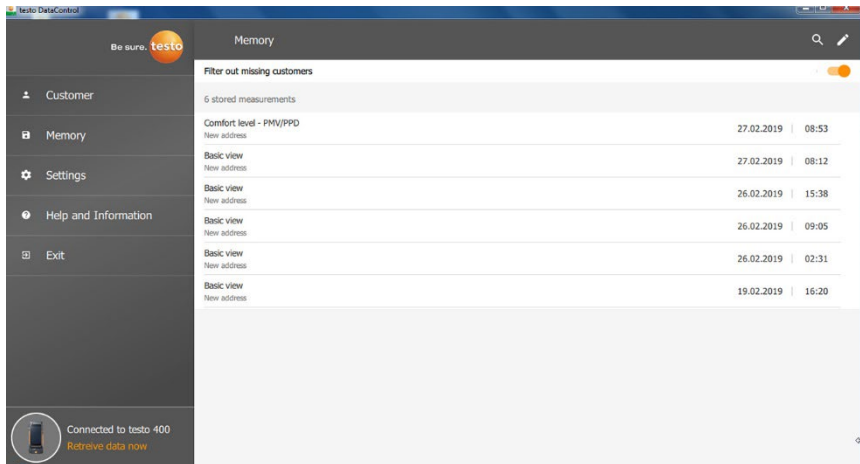 testo DataControl
Be sure. testo
Memory
Filter out missing customers
Customer
6 stored measurements
Comfort level - PMV/PPD
New address
27.02.2019 | 08:53
Memory
Basic view
New address
27.02.2019 | 08:12
Settings
Basic view
New address
26.02.2019 | 15:38
Help and Information
Basic view
New address
26.02.2019 | 09:05
Exit
Basic view
New address
26.02.2019 | 02:31
Basic view
New address
19.02.2019 | 16:20
Connected to testo 400
Retreive data now